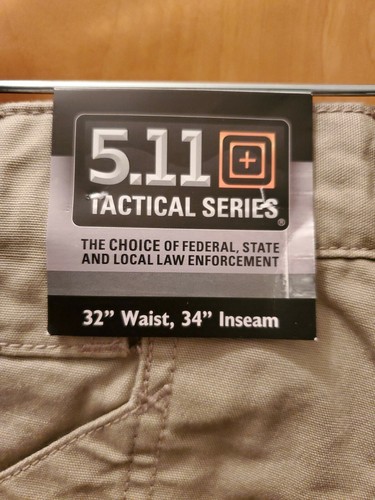 5.11
TACTICAL SERIES®
THE CHOICE OF FEDERAL, STATE
AND LOCAL LAW ENFORCEMENT
32” Waist, 34” Inseam